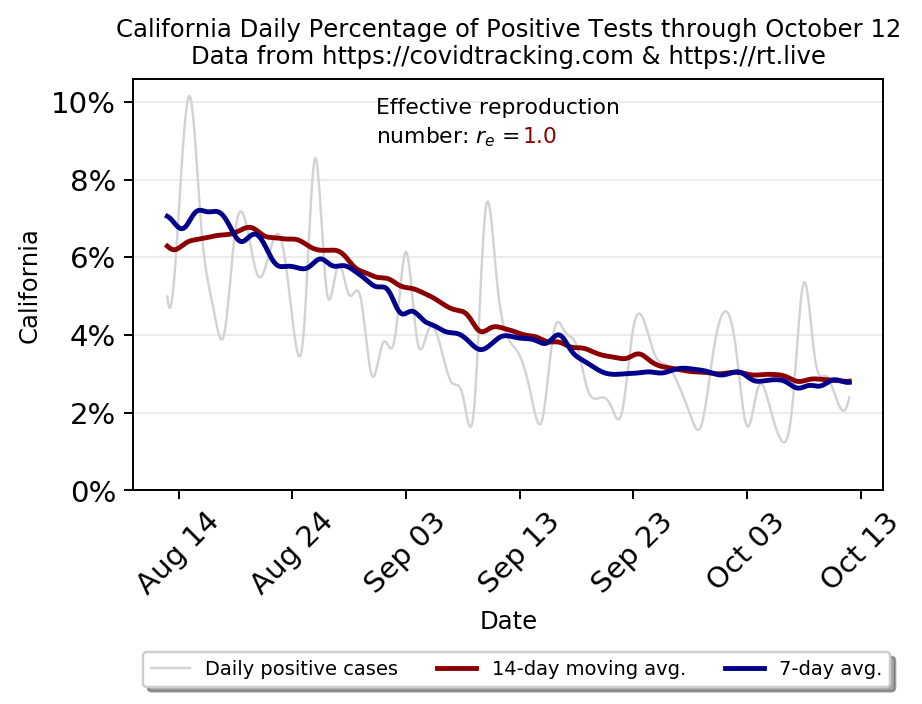 California Daily Percentage of Positive Tests through October 12
Data from https://covidtracking.com & https://rt.live
Effective reproduction
number: rₑ =1.0
10%
8%
6%
4%
2%
0%
California
Aug 14
Aug 24
Sep 03
Sep 13
Sep 23
Oct 03
Oct 13
Date
Daily positive cases
14-day moving avg.
7-day avg.